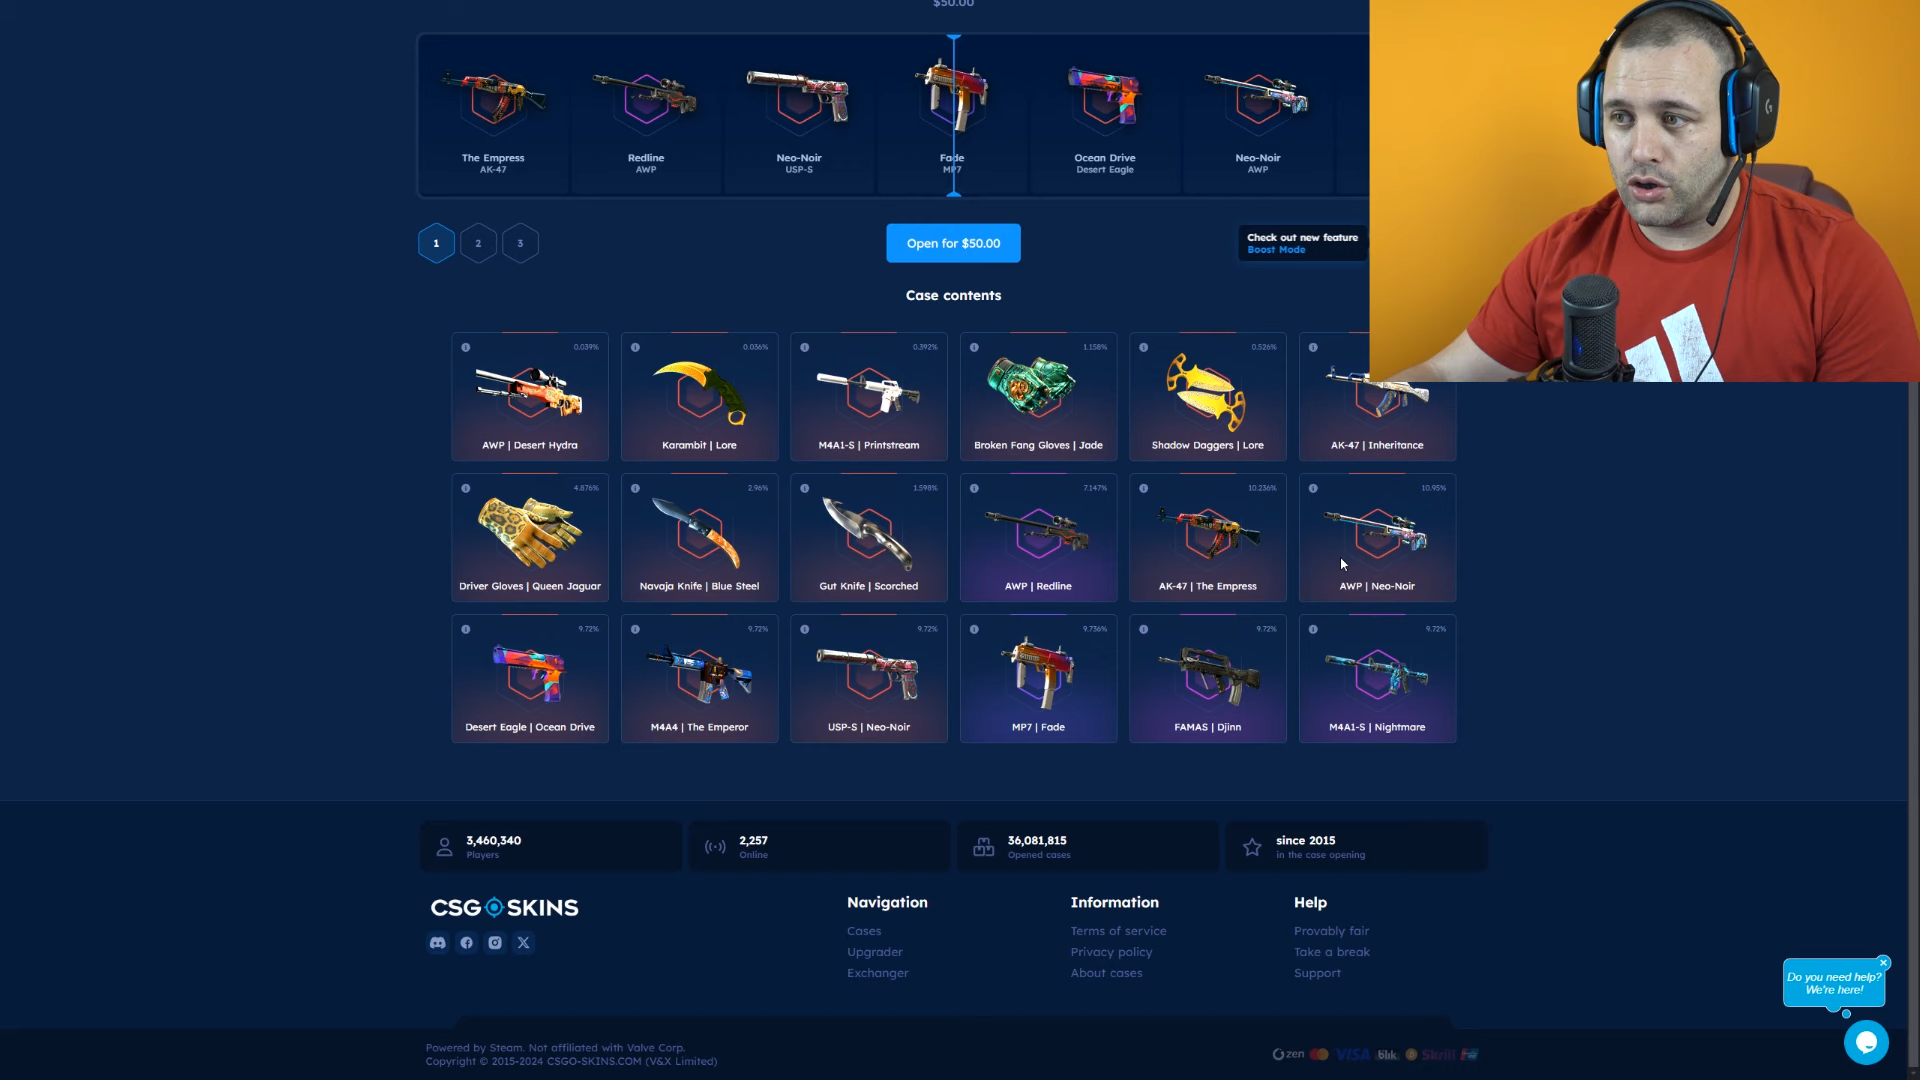 $50.00
The Empress
AK-47
Redline
AWP
Neo-Noir
USP-S
Fade
MP7
Ocean Drive
Desert Eagle
Neo-Noir
AWP
1
2
3
Open for $50.00
Check out new feature
Boost Mode
Case contents
0.039%
AWP | Desert Hydra
0.036%
Karambit | Lore
0.392%
M4A1-S | Printstream
1.158%
Broken Fang Gloves | Jade
0.526%
Shadow Daggers | Lore
AK-47 | Inheritance
4.876%
Driver Gloves | Queen Jaguar
2.96%
Navaja Knife | Blue Steel
1.598%
Gut Knife | Scorched
7.147%
AWP | Redline
10.236%
AK-47 | The Empress
10.95%
AWP | Neo-Noir
9.72%
Desert Eagle | Ocean Drive
9.72%
M4A4 | The Emperor
9.72%
USP-S | Neo-Noir
9.736%
MP7 | Fade
9.72%
FAMAS | Djinn
9.72%
M4A1-S | Nightmare
3,460,340
Players
2,257
Online
36,081,815
Opened cases
since 2015
in the case opening
CSG SKINS
Navigation
Cases
Upgrader
Exchanger
Information
Terms of service
Privacy policy
About cases
Help
Provably fair
Take a break
Support
Do you need help?
We're here!
Powered by Steam. Not affiliated with Valve Corp.
Copyright © 2015-2024 CSGO-SKINS.COM (V&X Limited)
zen VISA blik Skrill